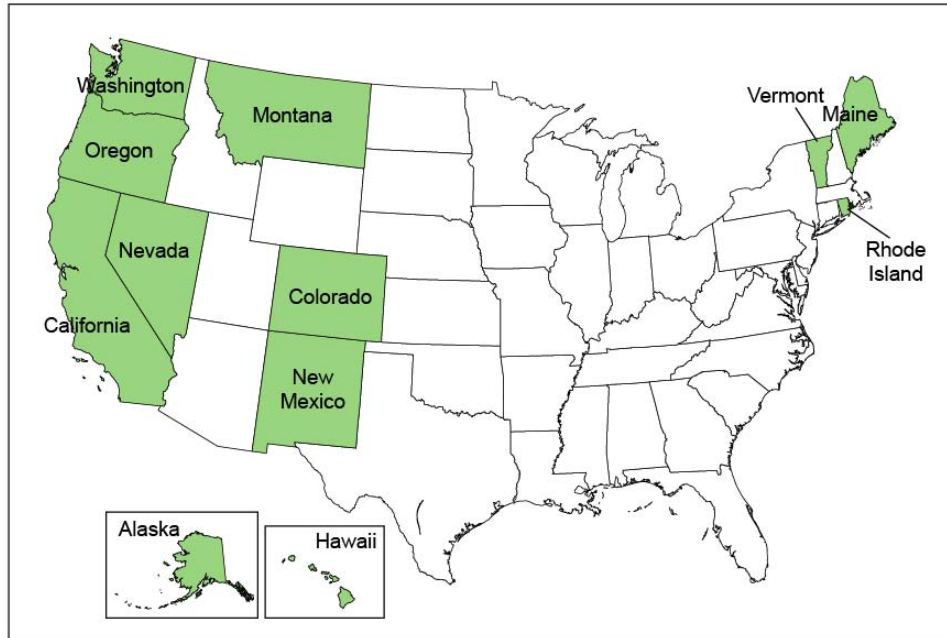 Washington
Montana
Vermont
Maine
Oregon
Nevada
Rhode
Island
Colorado
California
New
Mexico
Alaska
Hawaii